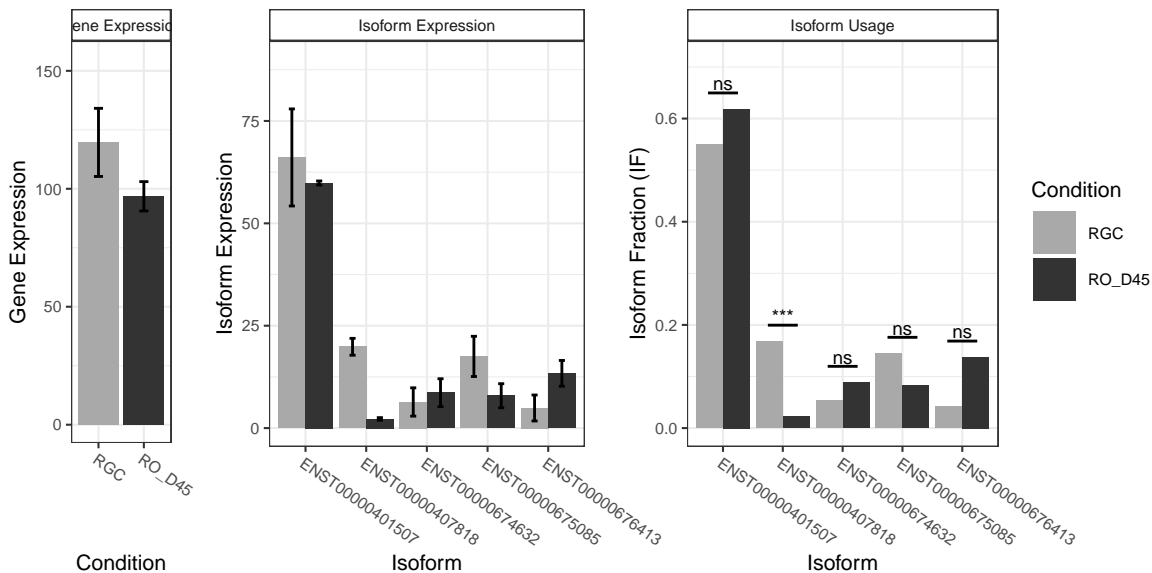 ene Expressio
Gene Expression
150
100
50
0
RGC
RO_D45
Condition
Isoform Expression
Isoform Expression
75
50
25
0
ENST00000401507
ENST00000407818
ENST00000674632
ENST00000675085
ENST00000676413
Isoform
Isoform Usage
Isoform Fraction (IF)
0.6
0.4
0.2
0.0
ns
***
ns
ns
ns
ENST00000401507
ENST00000407818
ENST00000674632
ENST00000675085
ENST00000676413
Isoform
Condition
RGC
RO_D45